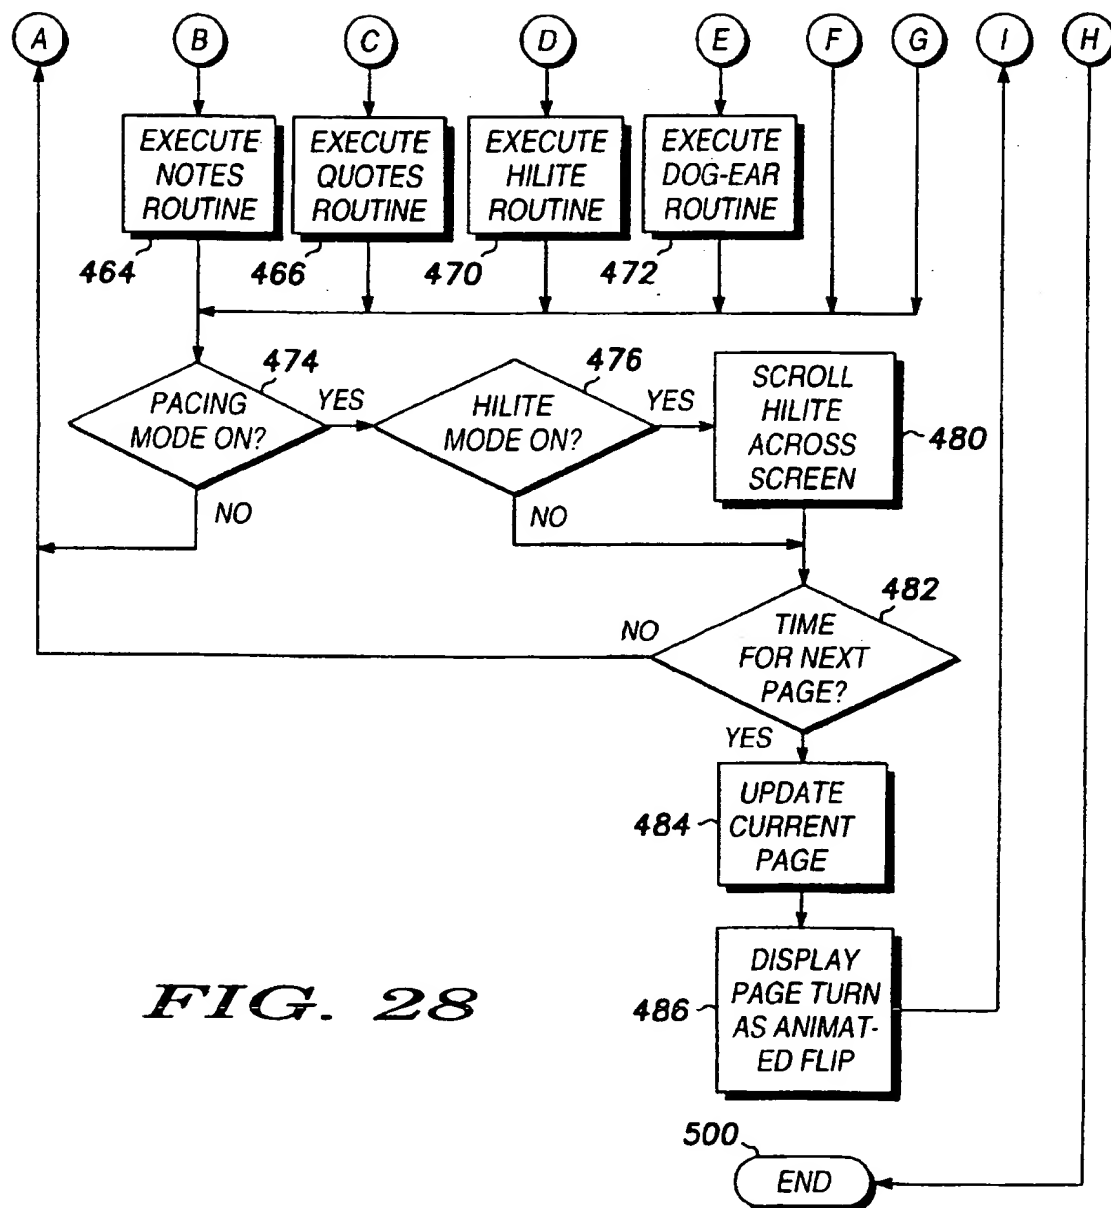 A B C D E F G I H
EXECUTE
NOTES
ROUTINE
464
EXECUTE
QUOTES
ROUTINE
466
EXECUTE
HILITE
ROUTINE
470
EXECUTE
DOG-EAR
ROUTINE
472
PACING
MODE ON?
474
YES
NO
HILITE
MODE ON?
476
YES
NO
SCROLL
HILITE
ACROSS
SCREEN
480
TIME
FOR NEXT
PAGE?
482
NO
YES
UPDATE
CURRENT
PAGE
484
DISPLAY
PAGE TURN
AS ANIMAT-
ED FLIP
486
FIG. 28
500
END